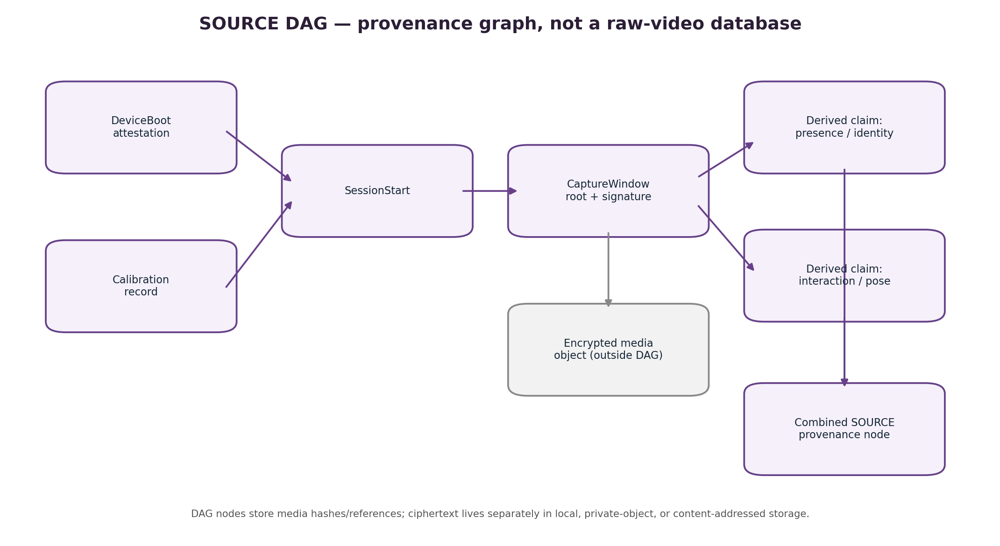 SOURCE DAG — provenance graph, not a raw-video database
DeviceBoot
attestation
Calibration
record
SessionStart
CaptureWindow
root + signature
Encrypted media
object (outside DAG)
Derived claim:
presence / identity
Derived claim:
interaction / pose
Combined SOURCE
provenance node
DAG nodes store media hashes/references; ciphertext lives separately in local, private-object, or content-addressed storage.